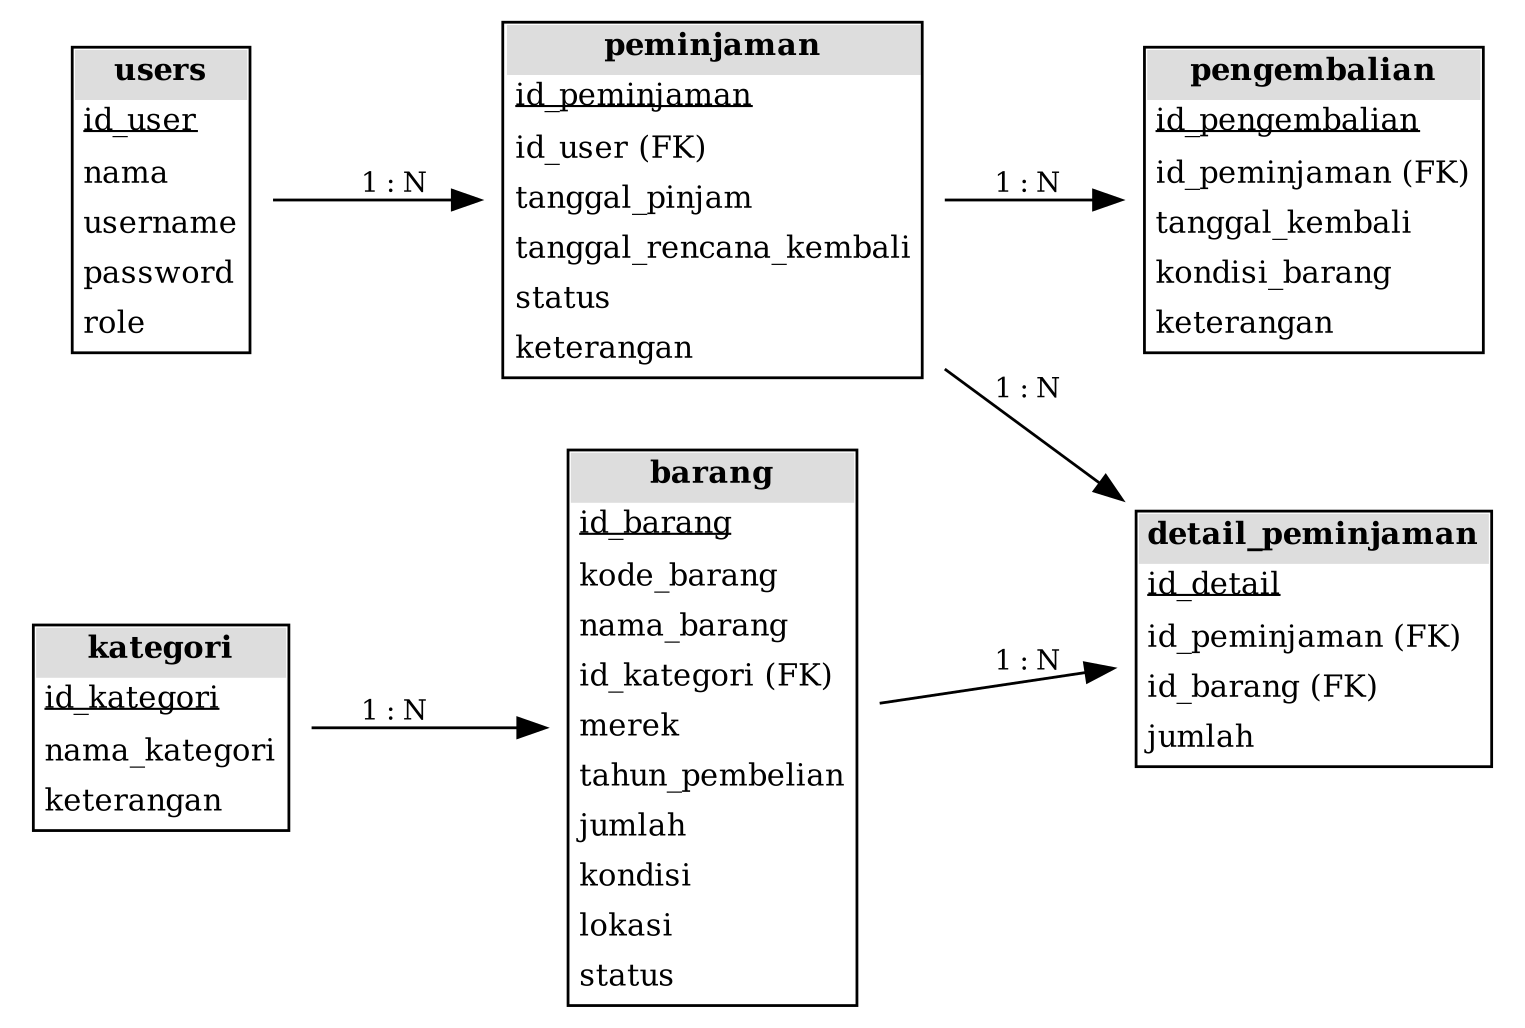 users
id_user
nama
username
password
role
1 : N
peminjaman
id_peminjaman
id_user (FK)
tanggal_pinjam
tanggal_rencana_kembali
status
keterangan
1 : N
pengembalian
id_pengembalian
id_peminjaman (FK)
tanggal_kembali
kondisi_barang
keterangan
1 : N
kategori
id_kategori
nama_kategori
keterangan
1 : N
barang
id_barang
kode_barang
nama_barang
id_kategori (FK)
merek
tahun_pembelian
jumlah
kondisi
lokasi
status
1 : N
detail_peminjaman
id_detail
id_peminjaman (FK)
id_barang (FK)
jumlah